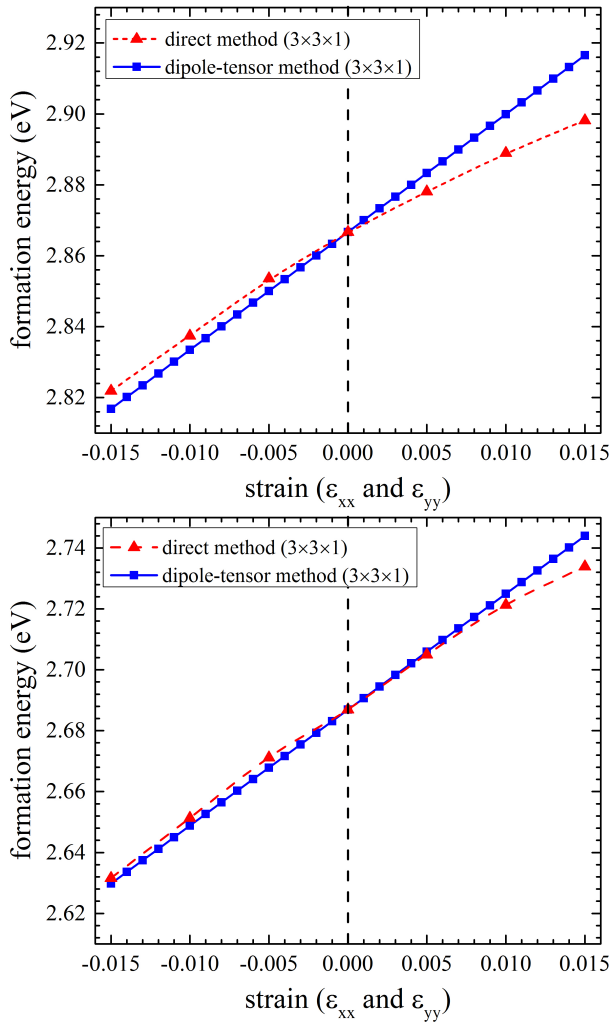 2.92
2.90
2.88
2.86
2.84
2.82
formation energy (eV)
direct method (3×3×1)
dipole-tensor method (3×3×1)
-0.015 -0.010 -0.005 0.000 0.005 0.010 0.015
strain (εxx and εyy)
2.74
2.72
2.70
2.68
2.66
2.64
2.62
formation energy (eV)
direct method (3×3×1)
dipole-tensor method (3×3×1)
-0.015 -0.010 -0.005 0.000 0.005 0.010 0.015
strain (εxx and εyy)